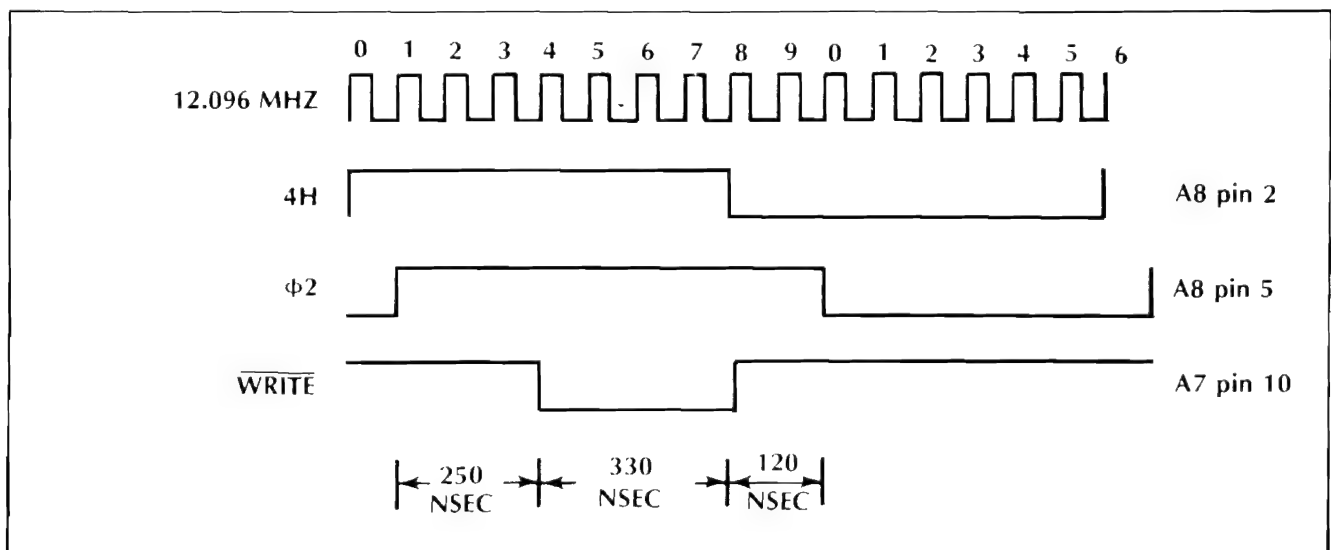 0 1 2 3 4 5 6 7 8 9 0 1 2 3 4 5 6
12.096 MHZ
4H
A8 pin 2
ϕ2
A8 pin 5
WRITE
A7 pin 10
250 NSEC
330 NSEC
120 NSEC